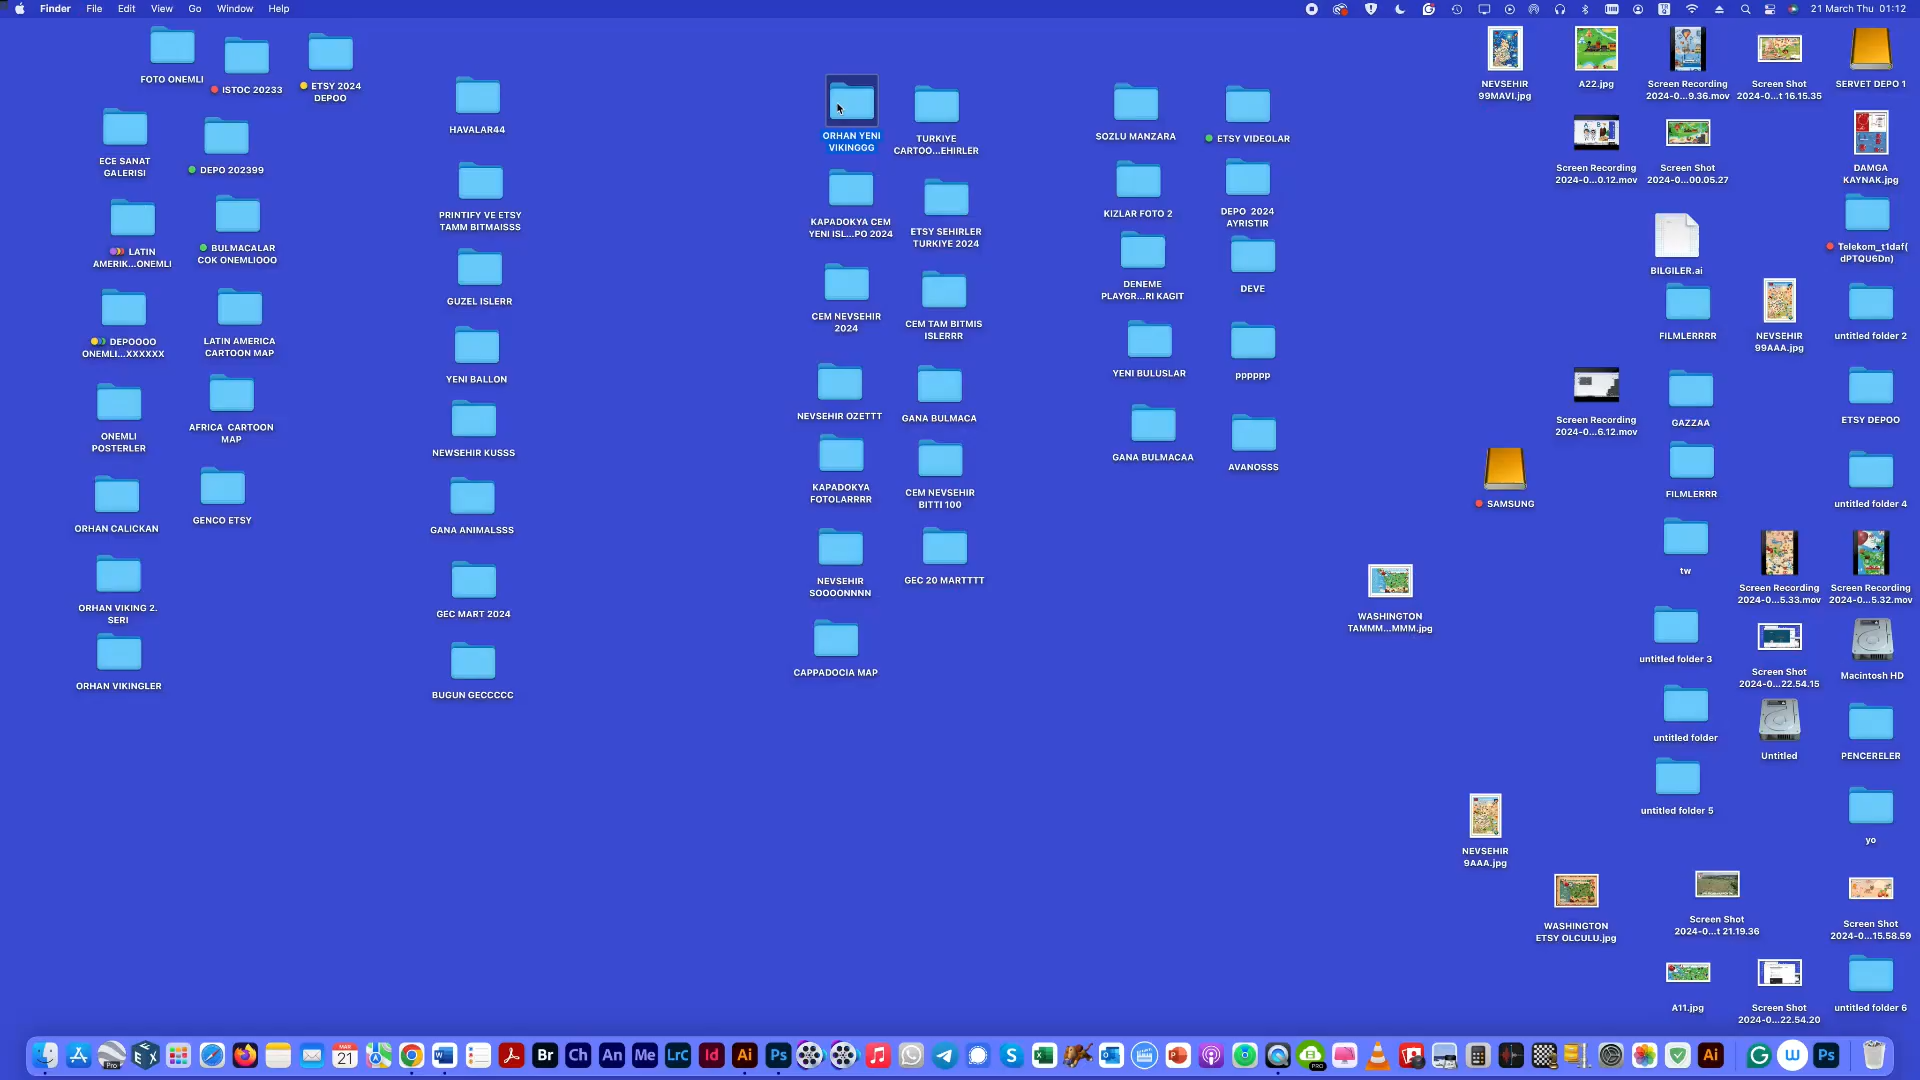 Finder File Edit View Go Window Help
21 March Thu 01:12
FOTO ONEMLI
ISTOC 20233
ETSY 2024
DEPOO
ECE SANAT
GALERISI
DEPO 202399
LATIN
AMERIK...ONEMLI
BULMACALAR
COK ONEMLIOOO
DEPOOOO
ONEMLI...XXXXXX
LATIN AMERICA
CARTOON MAP
ONEMLI
POSTERLER
AFRICA CARTOON
MAP
ORHAN CALICKAN
GENCO ETSY
ORHAN VIKING 2.
SERI
ORHAN VIKINGLER
HAVALAR44
PRINTIFY VE ETSY
TAMM BITMAISSS
GUZEL ISLERR
YENI BALLON
NEWSEHIR KUSSS
GANA ANIMALSSS
GEC MART 2024
BUGUN GECCCCC
ORHAN YENI
VIKINGGG
TURKIYE
CARTOO...EHIRLER
KAPADOKYA CEM
YENI ISL...PO 2024
ETSY SEHIRLER
TURKIYE 2024
CEM NEVSEHIR
2024
CEM TAM BITMIS
ISLERRR
NEVSEHIR OZETTT
GANA BULMACA
KAPADOKYA
FOTOLARRRR
CEM NEVSEHIR
BITTI 100
NEVSEHIR
SOOOONNNN
GEC 20 MARTTTT
CAPPADOCIA MAP
SOZLU MANZARA
ETSY VIDEOLAR
KIZLAR FOTO 2
DEPO 2024
AYRISTIR
DENEME
PLAYGR...RI KAGIT
DEVE
YENI BULUSLAR
pppppp
GANA BULMACAA
AVANOSSS
WASHINGTON
TAMMM...MMM.jpg
NEVSEHIR
99MAVI.jpg
A22.jpg
Screen Recording
2024-0...9.36.mov
Screen Shot
2024-0...t 16.15.35
SERVET DEPO 1
Screen Recording
2024-0...0.12.mov
Screen Shot
2024-0...00.05.27
DAMGA
KAYNAK.jpg
BILGILER.ai
Telekom_t1daf(
dPTQU6Dn)
FILMLERRRR
NEVSEHIR
99AAA.jpg
untitled folder 2
Screen Recording
2024-0...6.12.mov
GAZZAA
ETSY DEPOO
SAMSUNG
FILMLERRR
untitled folder 4
tw
Screen Recording
2024-0...5.33.mov
Screen Recording
2024-0...5.32.mov
untitled folder 3
Screen Shot
2024-0...22.54.15
Macintosh HD
untitled folder
Untitled
PENCERELER
untitled folder 5
NEVSEHIR
9AAA.jpg
yo
WASHINGTON
ETSY OLCULU.jpg
Screen Shot
2024-0...t 21.19.36
Screen Shot
2024-0...15.58.59
A11.jpg
Screen Shot
2024-0...22.54.20
untitled folder 6
Pro
MAR
21
Br Ch An Me LrC Id Ai Ps
PRO
Ai
Ps